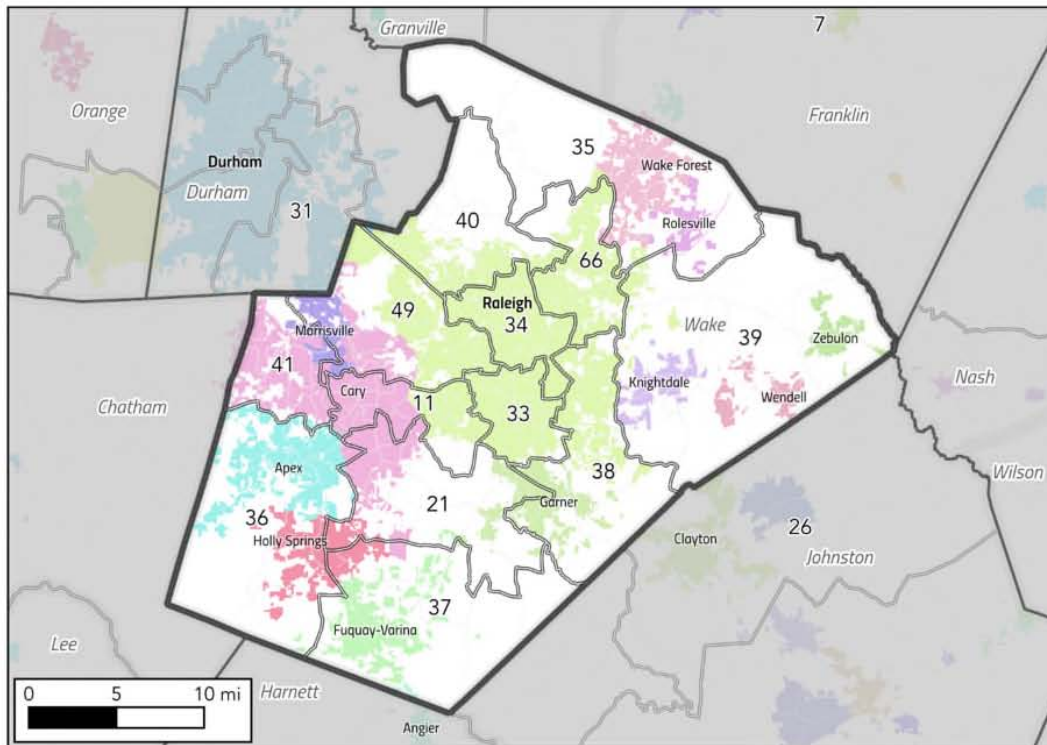 Granville
7
Orange
Franklin
35
Wake Forest
Durham
Durham
31
Rolesville
40
66
Raleigh
49
34
Wake
39
Morrisville
Zebulon
41
Knightdale
Nash
Cary
11
Wendell
33
Chatham
Apex
38
Wilson
21
Garner
36
26
Holly Springs
Clayton
Johnston
37
Fuquay-Varina
Lee
0 5 10 mi
Harnett
Angier